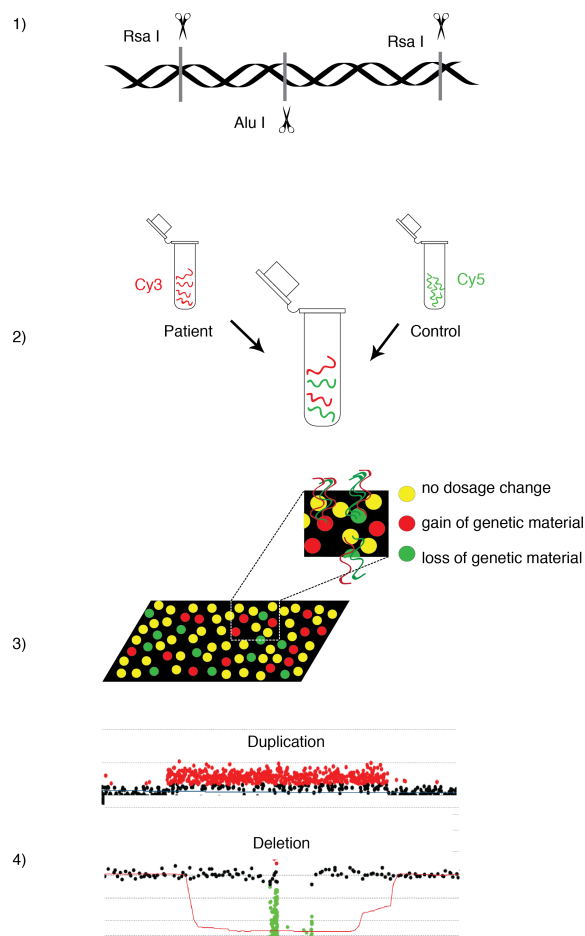 1)
Rsa I
Rsa I
Alu I
Cy3
Cy5
Patient
Control
2)
no dosage change
gain of genetic material
loss of genetic material
3)
Duplication
Deletion
4)